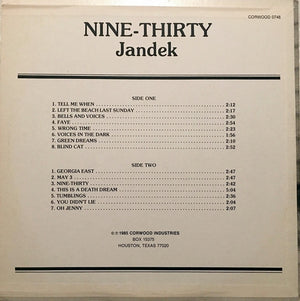 CORWOOD 0746
NINE-THIRTY
Jandek
SIDE ONE
1. TELL ME WHEN 2:12
2. LEFT THE BEACH LAST SUNDAY 2:17
3. BELLS AND VOICES 2:30
4. FAYE 2:54
5. WRONG TIME 2:23
6. VOICES IN THE DARK 1:56
7. GREEN DREAMS 2:10
8. BLIND CAT 2:52
SIDE TWO
1. GEORGIA EAST 2:47
2. MAY 3 2:47
3. NINE-THIRTY 2:42
4. THIS IS A DEATH DREAM 5:04
5. TUMBLINGS 2:36
6. YOU DIDN'T LIE 2:04
7. OH JENNY 2:07
© ℗ 1985 CORWOOD INDUSTRIES
BOX 15375
HOUSTON, TEXAS 77020